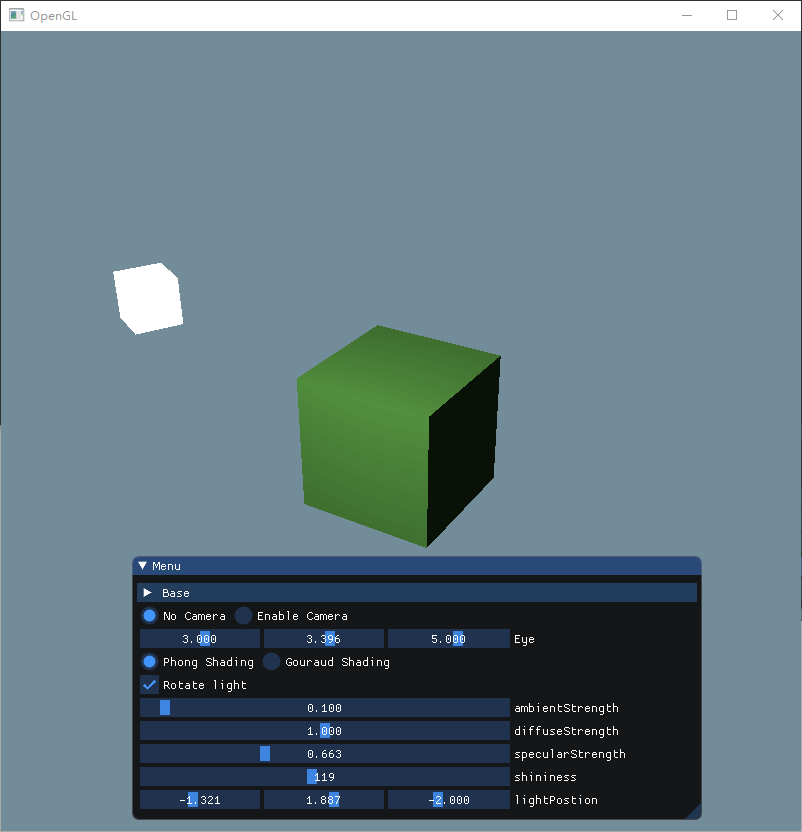 OpenGL
Menu
Base
No Camera Enable Camera
3.000 3.396 5.000 Eye
Phong Shading Gouraud Shading
Rotate light
0.100 ambientStrength
1.000 diffuseStrength
0.663 specularStrength
119 shininess
-1.321 1.887 -2.000 lightPostion